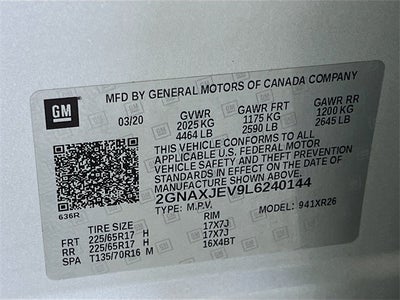 GM
MFD BY GENERAL MOTORS OF CANADA COMPANY
03/20 GVWR GAWR FRT GAWR RR
2025 KG 1175 KG 1200 KG
4464 LB 2590 LB 2645 LB
THIS VEHICLE CONFORMS TO ALL
APPLICABLE U.S. FEDERAL MOTOR
VEHICLE SAFETY AND THEFT
PREVENTION STANDARDS IN EFFECT
ON THE DATE OF MANUFACTURE
SHOWN ABOVE.
2GNAXJEV9L6240144
636R
TYPE: M.P.V. MODEL: 941XR26
TIRE SIZE RIM
FRT 225/65R17 H 17X7J
RR 225/65R17 H 17X7J
SPA T135/70R16 M 16X4BT